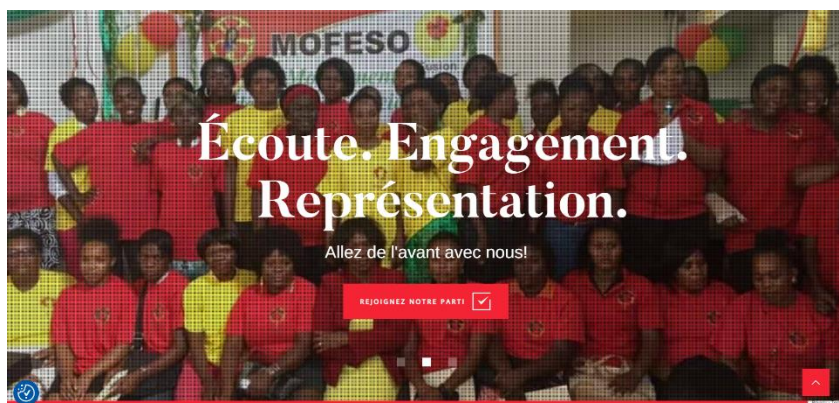 MOFESO
Écoute. Engagement.
Représentation.
Allez de l'avant avec nous!
REJOIGNEZ NOTRE PARTI